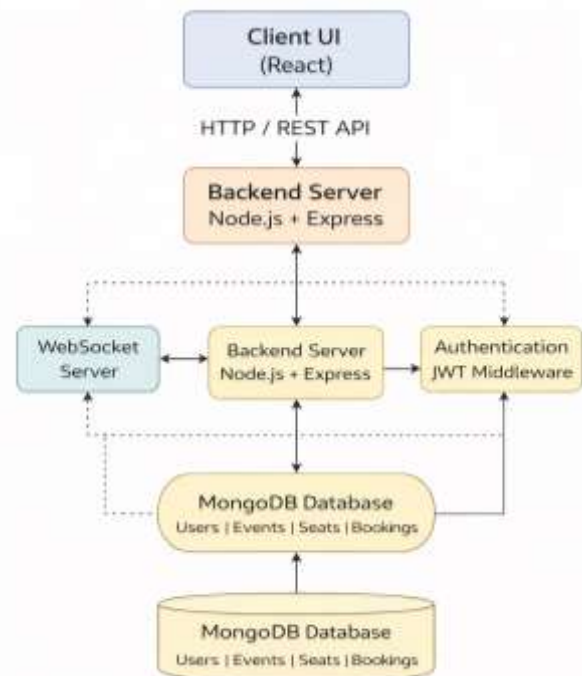 Client UI
(React)
HTTP / REST API
Backend Server
Node.js + Express
WebSocket
Server
Backend Server
Node.js + Express
Authentication
JWT Middleware
MongoDB Database
Users | Events | Seats | Bookings
MongoDB Database
Users | Events | Seats | Bookings